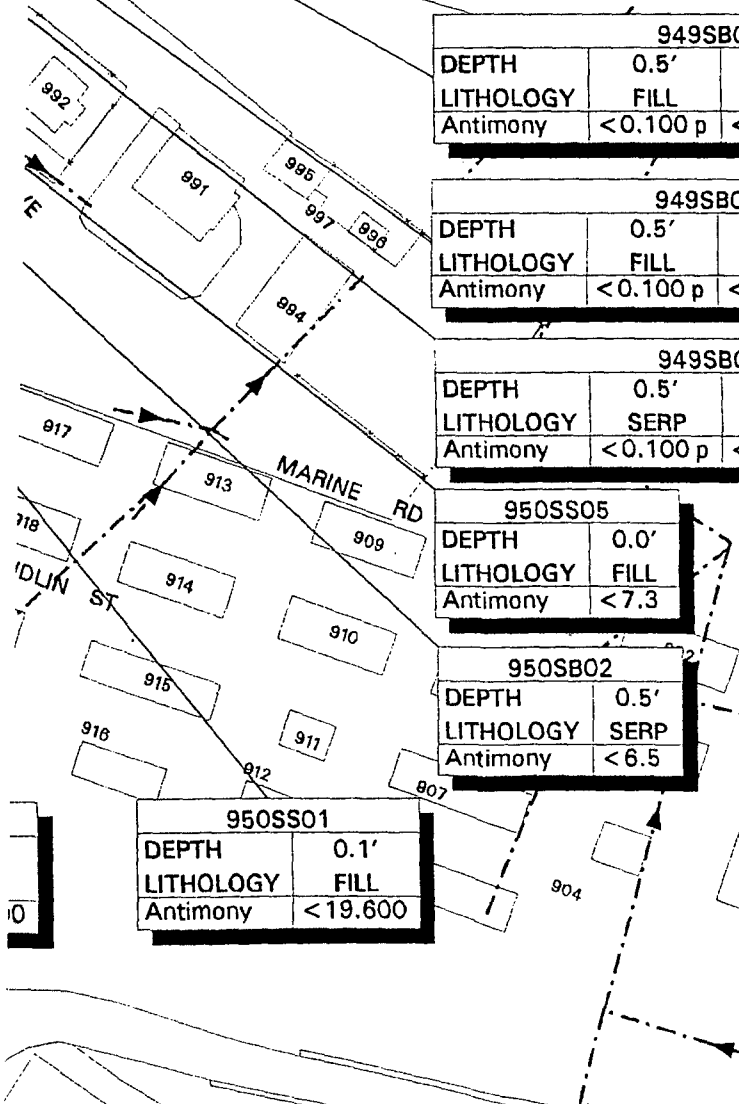 949SB0
DEPTH 0.5′
LITHOLOGY FILL
Antimony <0.100 p <
949SB0
DEPTH 0.5′
LITHOLOGY FILL
Antimony <0.100 p <
949SB0
DEPTH 0.5′
LITHOLOGY SERP
Antimony <0.100 p <
950SS05
DEPTH 0.0′
LITHOLOGY FILL
Antimony <7.3
950SB02
DEPTH 0.5′
LITHOLOGY SERP
Antimony <6.5
950SS01
DEPTH 0.1′
LITHOLOGY FILL
Antimony <19.600
992
991
995
997
996
994
917
913
MARINE RD
909
918
914
DLIN ST
910
915
916
911
912
907
904